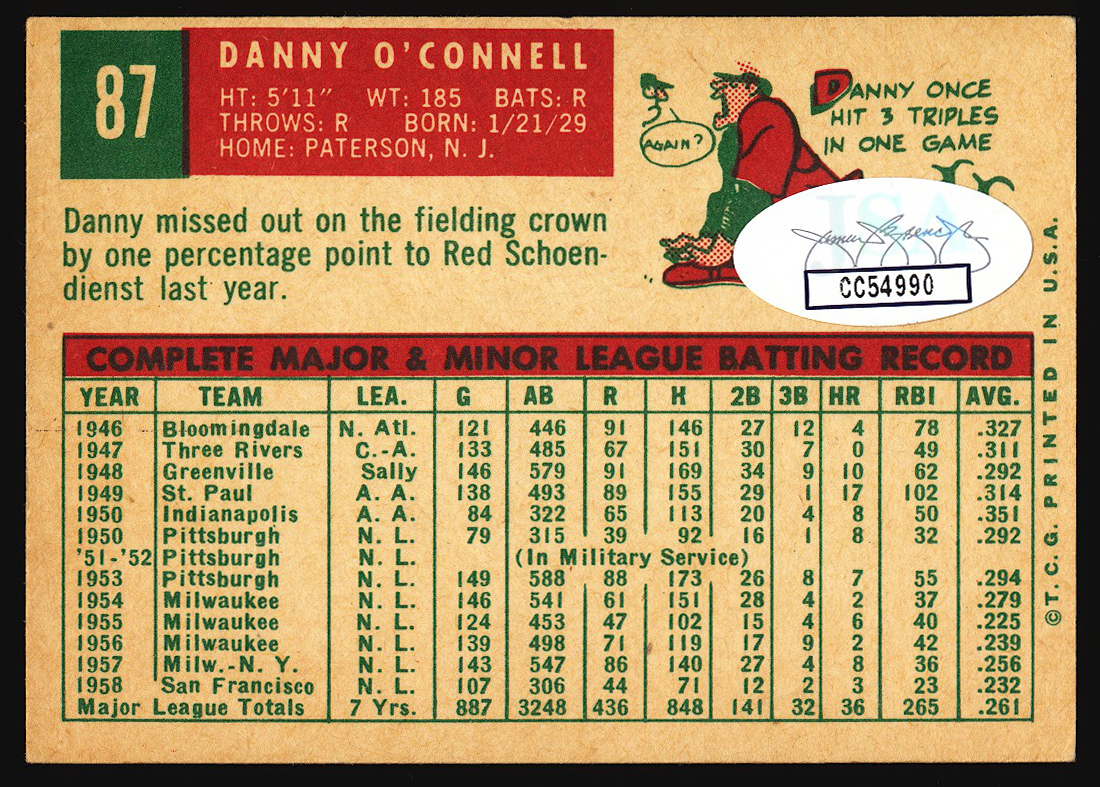 87
DANNY O'CONNELL
HT: 5'11" WT: 185 BATS: R
THROWS: R BORN: 1/21/29
HOME: PATERSON, N. J.
AGAIN?
DANNY ONCE
HIT 3 TRIPLES
IN ONE GAME
Danny missed out on the fielding crown
by one percentage point to Red Schoen-
dienst last year.
JSA
CC54990
COMPLETE MAJOR & MINOR LEAGUE BATTING RECORD
YEAR TEAM LEA. G AB R H 2B 3B HR RBI AVG.
1946 Bloomingdale N. Atl. 121 446 91 146 27 12 4 78 .327
1947 Three Rivers C.-A. 133 485 67 151 30 7 0 49 .311
1948 Greenville Sally 146 579 91 169 34 9 10 62 .292
1949 St. Paul A. A. 138 493 89 155 29 1 17 102 .314
1950 Indianapolis A. A. 84 322 65 113 20 4 8 50 .351
1950 Pittsburgh N. L. 79 315 39 92 16 1 8 32 .292
'51-'52 Pittsburgh N. L. (In Military Service)
1953 Pittsburgh N. L. 149 588 88 173 26 8 7 55 .294
1954 Milwaukee N. L. 146 541 61 151 28 4 2 37 .279
1955 Milwaukee N. L. 124 453 47 102 15 4 6 40 .225
1956 Milwaukee N. L. 139 498 71 119 17 9 2 42 .239
1957 Milw.-N. Y. N. L. 143 547 86 140 27 4 8 36 .256
1958 San Francisco N. L. 107 306 44 71 12 2 3 23 .232
Major League Totals 7 Yrs. 887 3248 436 848 141 32 36 265 .261
©T.C.G. PRINTED IN U.S.A.